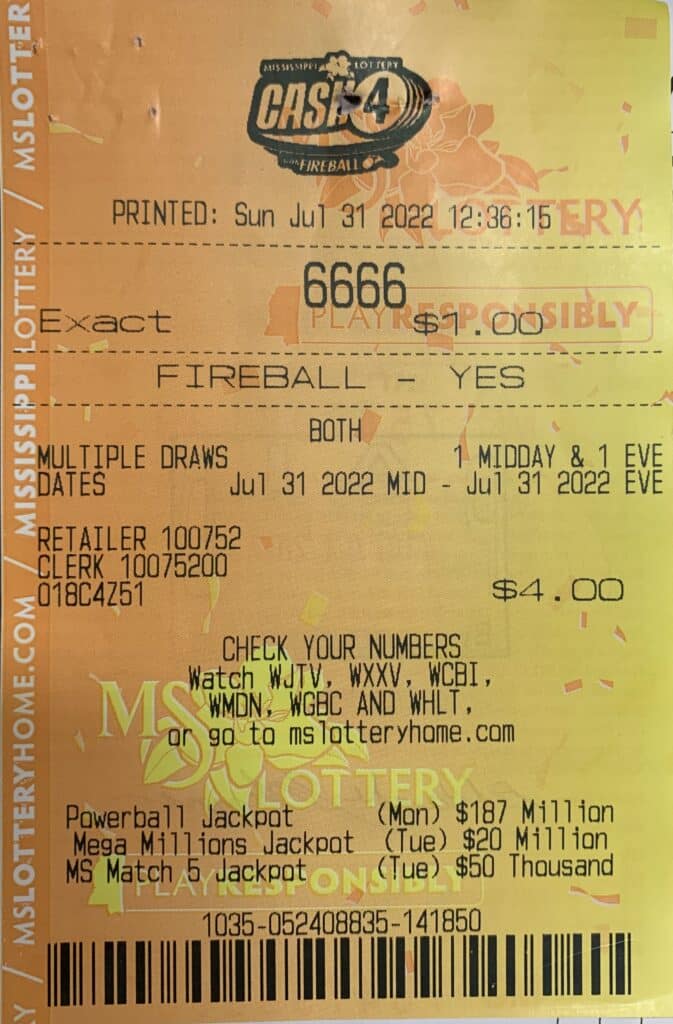 MISSISSIPPI LOTTERY
CASH 4
FIREBALL
PRINTED: Sun Jul 31 2022 12:36:15
LOTTERY
6666
Exact $1.00
PLAY RESPONSIBLY
FIREBALL - YES
BOTH
MULTIPLE DRAWS 1 MIDDAY & 1 EVE
DATES Jul 31 2022 MID - Jul 31 2022 EVE
RETAILER 100752
CLERK 10075200
018C4Z51 $4.00
CHECK YOUR NUMBERS
Watch WJTV, WXXV, WCBI,
WMDN, WGBC AND WHLT,
or go to mslotteryhome.com
MS
LOTTERY
Powerball Jackpot (Mon) $187 Million
Mega Millions Jackpot (Tue) $20 Million
MS Match 5 Jackpot (Tue) $50 Thousand
PLAY RESPONSIBLY
1035-052408835-141850
Y / MSLOTTERYHOME.COM / MISSISSIPPI LOTTERY / MSLOTTER